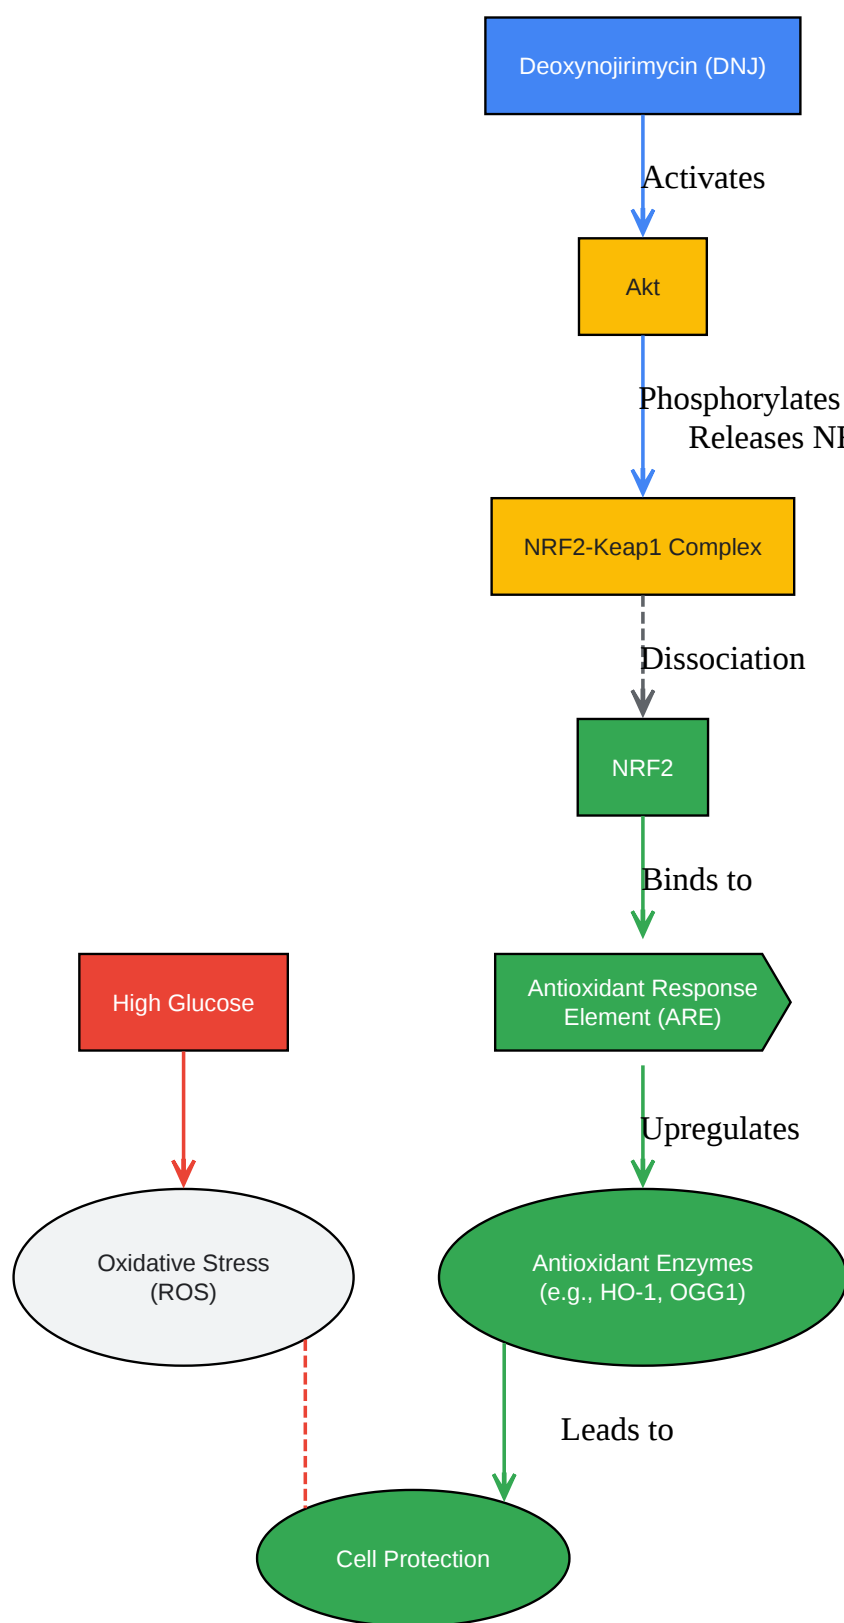 Deoxynojirimycin (DNJ)
Activates
Akt
Phosphorylates
Releases
NRF2-Keap1 Complex
Dissociation
NRF2
Binds to
High Glucose
Antioxidant Response
Element (ARE)
Upregulates
Oxidative Stress
(ROS)
Antioxidant Enzymes
(e.g., HO-1, OGG1)
Leads to
Cell Protection